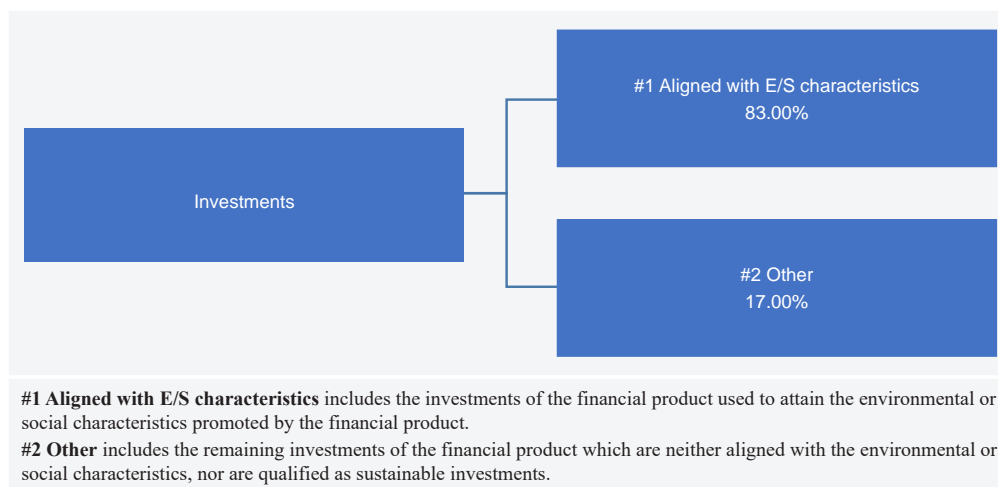 #1 Aligned with E/S characteristics
83.00%
Investments
#2 Other
17.00%
#1 Aligned with E/S characteristics includes the investments of the financial product used to attain the environmental or
social characteristics promoted by the financial product.
#2 Other includes the remaining investments of the financial product which are neither aligned with the environmental or
social characteristics, nor are qualified as sustainable investments.